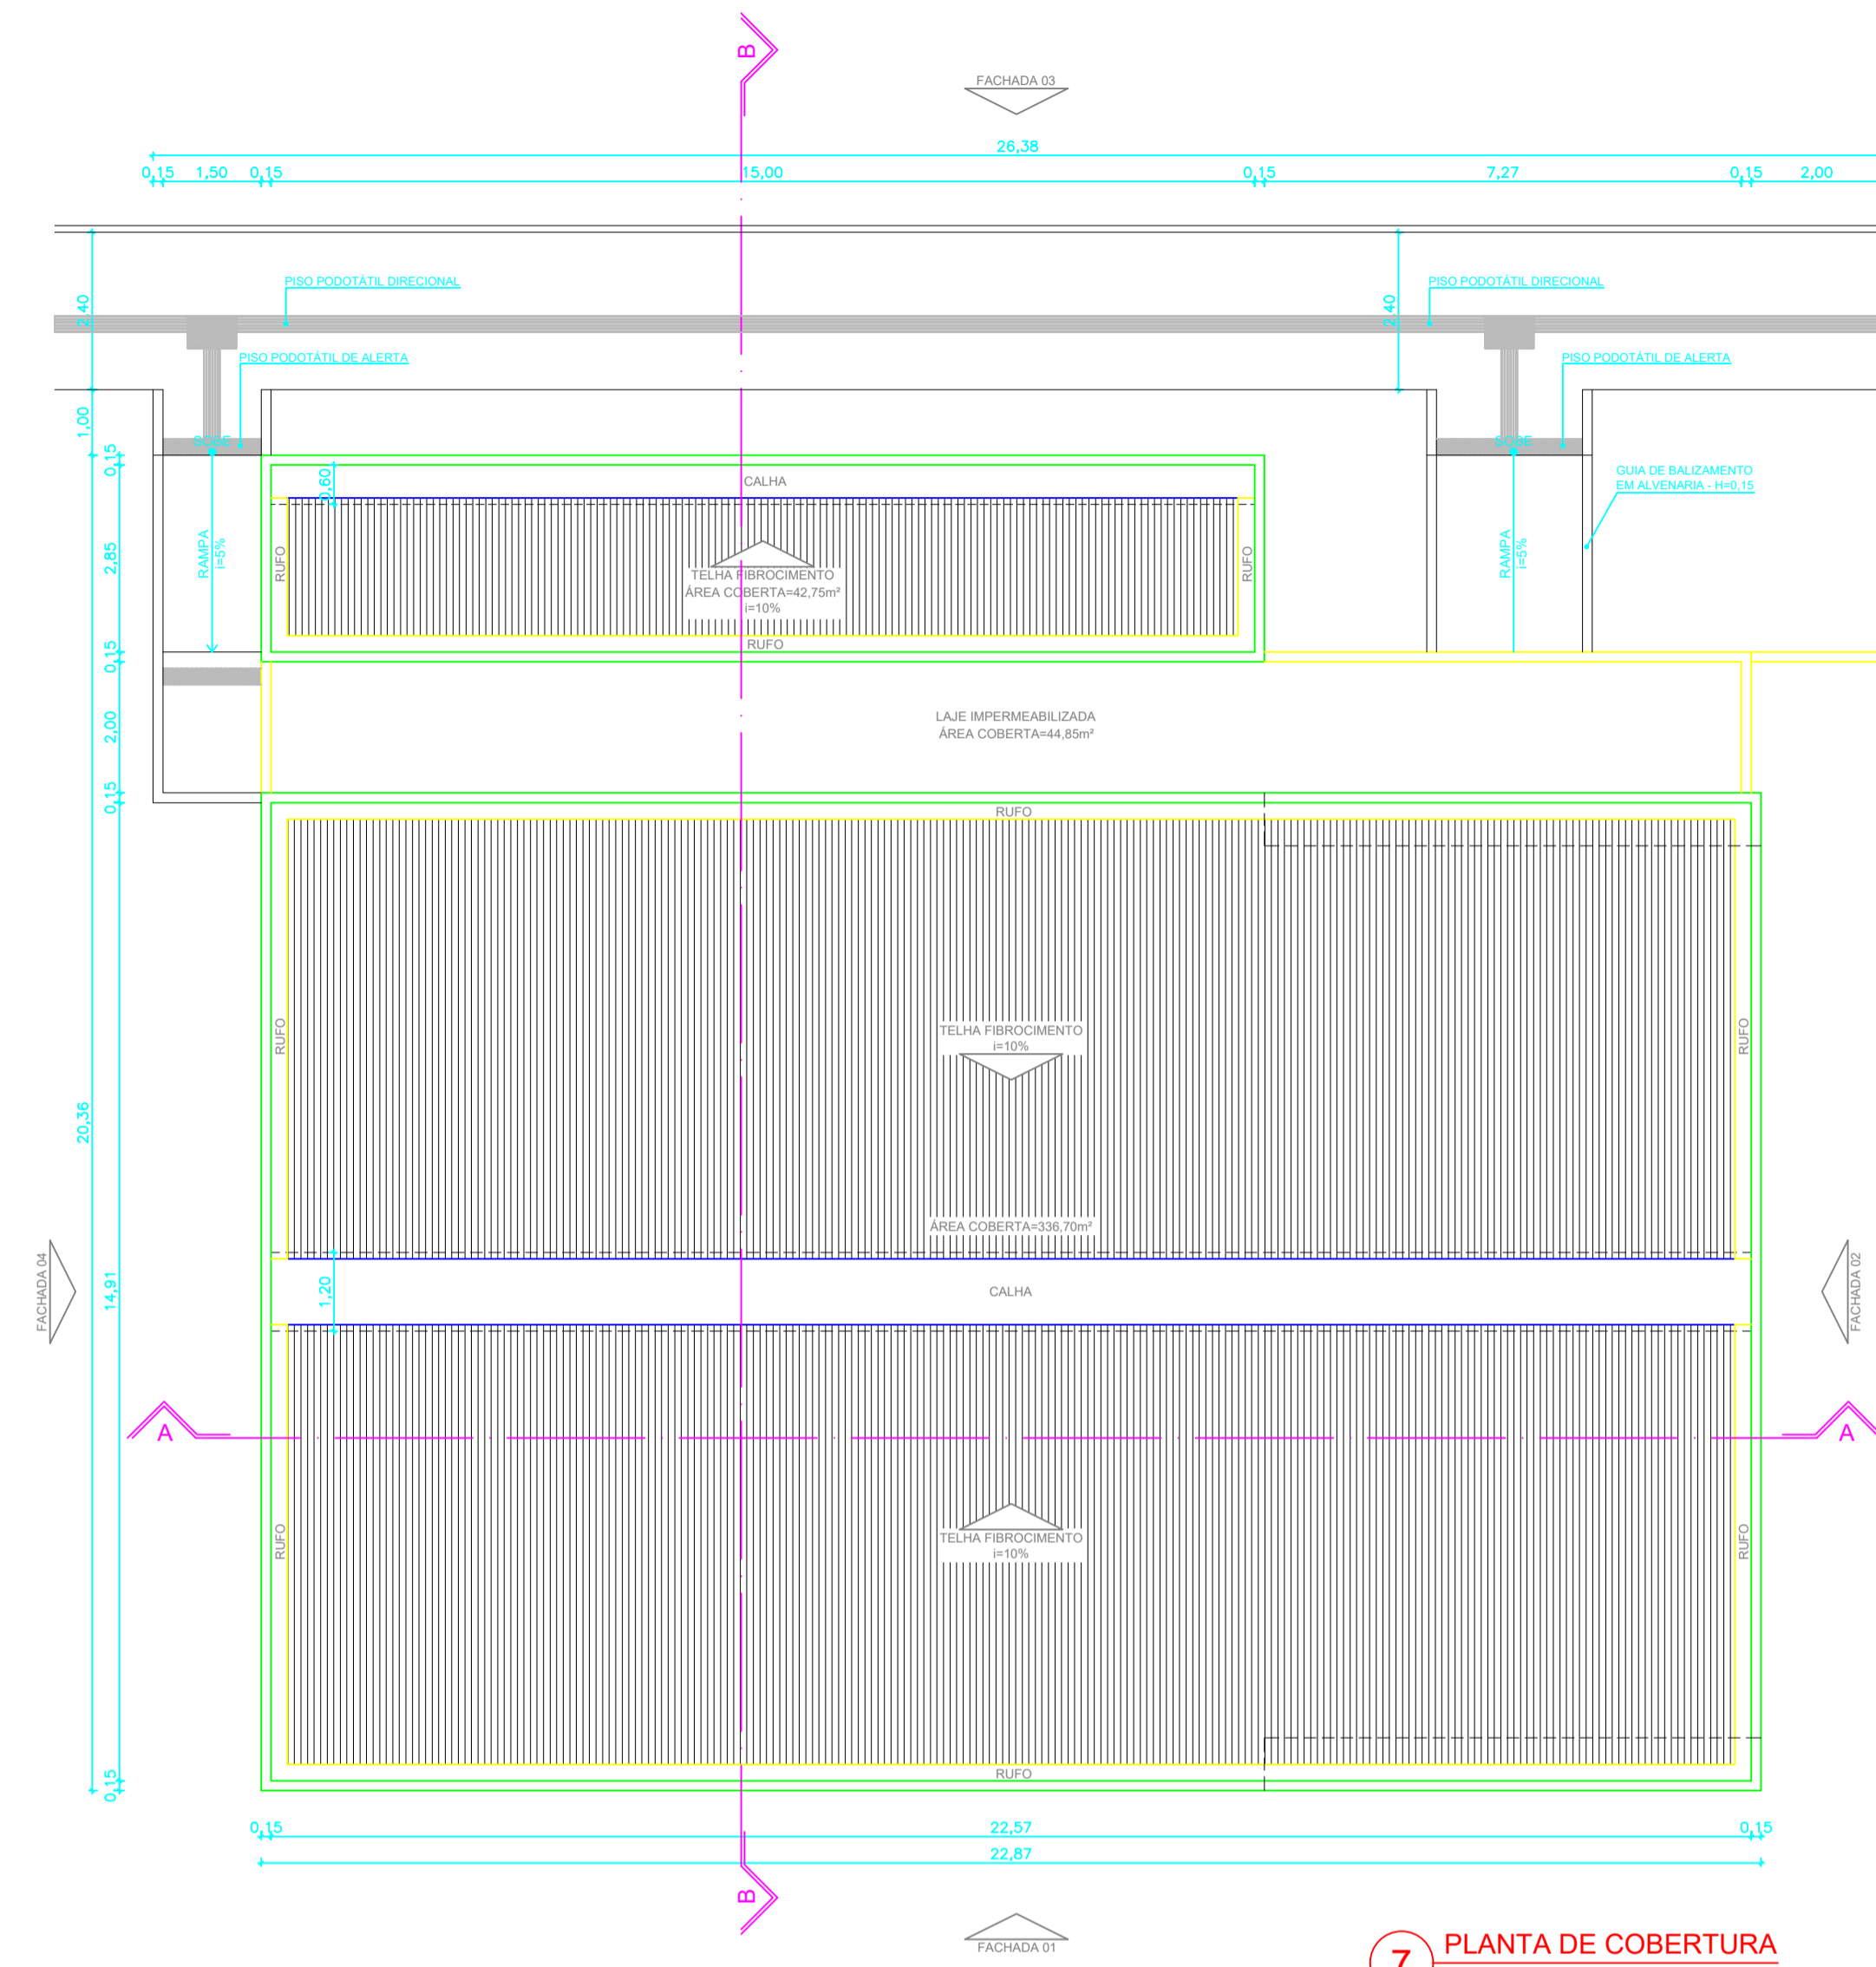 B
FACHADA 03
26,38
0,15
1,50
0,15
15,00
0,15
7,27
0,15
2,00
2,40
PISO PODOTÁTIL DIRECIONAL
2,40
PISO PODOTÁTIL DIRECIONAL
PISO PODOTÁTIL DE ALERTA
PISO PODOTÁTIL DE ALERTA
1,00
SOBE
SOBE
0,15
0,60
CALHA
GUIA DE BALIZAMENTO
EM ALVENARIA - H=0,15
2,85
RAMPA
i=5%
RUFO
TELHA FIBROCIMENTO
ÁREA COBERTA=42,75m²
i=10%
RUFO
RAMPA
i=5%
RUFO
0,15
2,00
LAJE IMPERMEABILIZADA
ÁREA COBERTA=44,85m²
0,15
RUFO
RUFO
TELHA FIBROCIMENTO
i=10%
RUFO
20,36
ÁREA COBERTA=336,70m²
FACHADA 04
14,91
1,20
CALHA
FACHADA 02
A
A
RUFO
TELHA FIBROCIMENTO
i=10%
RUFO
0,15
RUFO
0,15
22,57
0,15
22,87
B
FACHADA 01
7
PLANTA DE COBERTURA